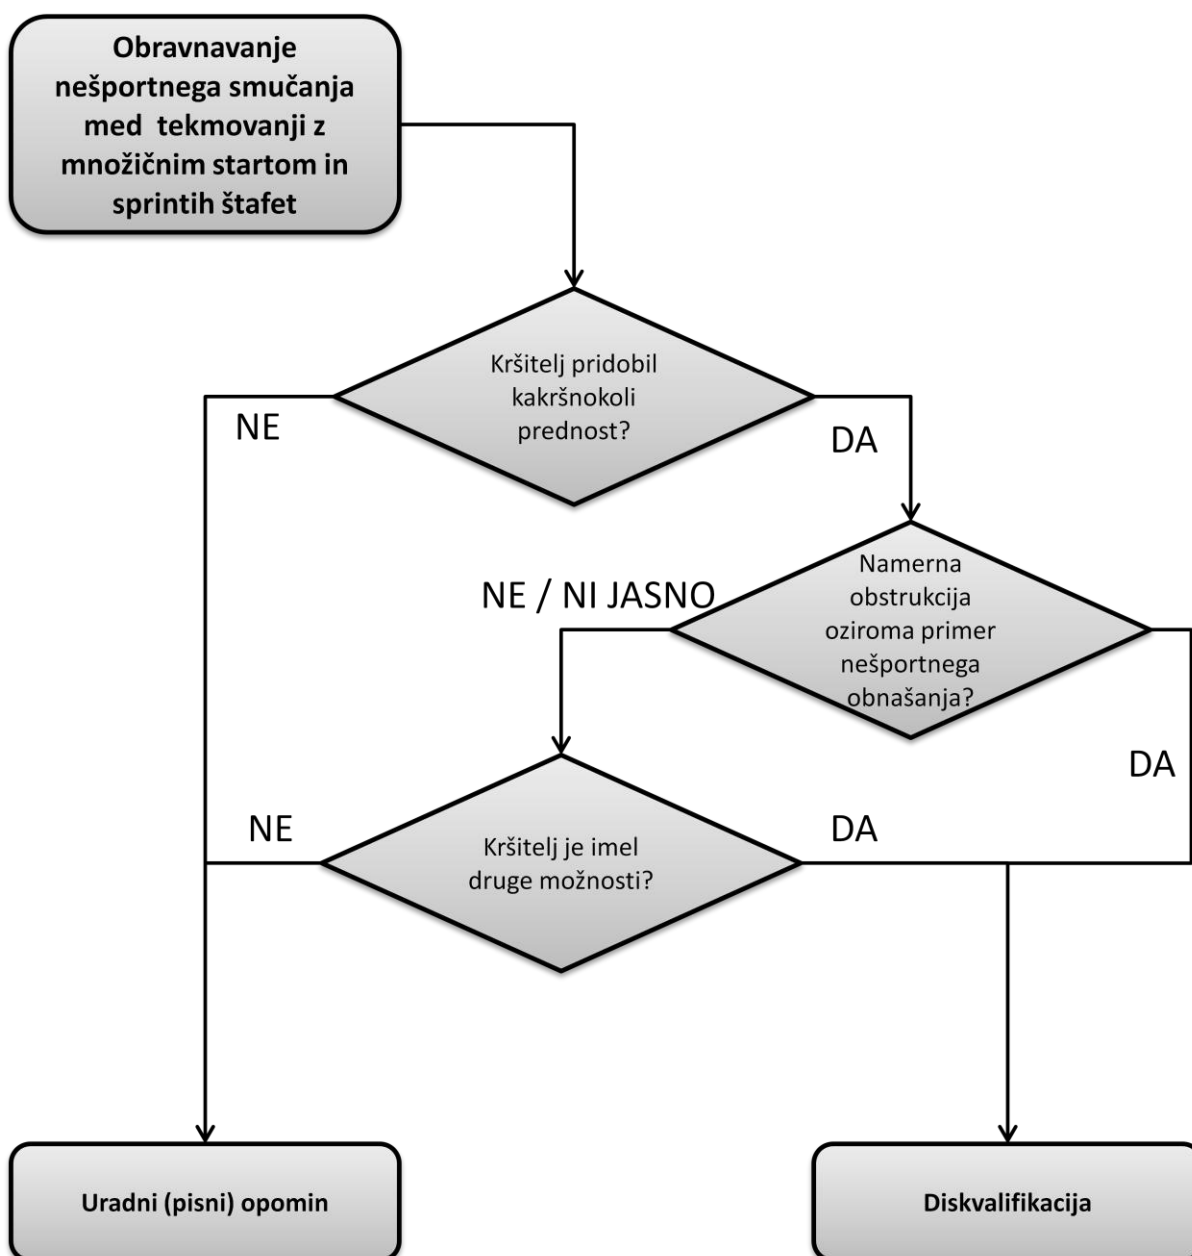 Obravnavanje
nešportnega smučanja
med  tekmovanji z
množičnim startom in
sprintih štafet
Kršitelj pridobil
kakršnokoli
prednost?
NE
DA
Namerna
obstrukcija
oziroma primer
nešportnega
obnašanja?
NE / NI JASNO
DA
Kršitelj je imel
druge možnosti?
NE
DA
Uradni (pisni) opomin
Diskvalifikacija